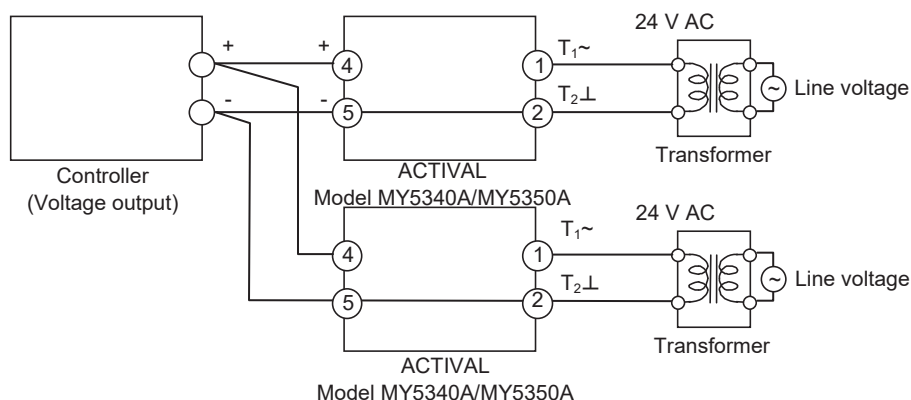 24 V AC
+ + T₁~
4 1
Line voltage
- - T₂⊥
5 2
Transformer
Controller
(Voltage output)
ACTIVAL
Model MY5340A/MY5350A
24 V AC
T₁~
4 1
Line voltage
T₂⊥
5 2
Transformer
ACTIVAL
Model MY5340A/MY5350A